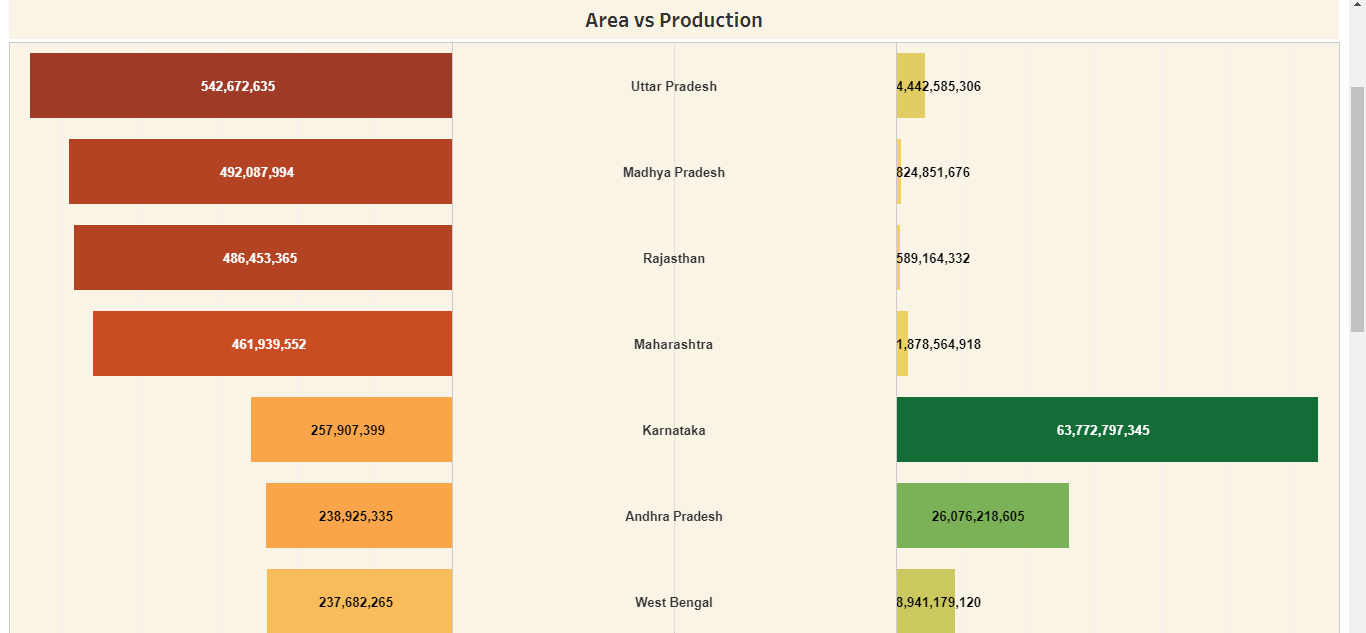 Area vs Production
542,672,635 Uttar Pradesh 4,442,585,306
492,087,994 Madhya Pradesh 824,851,676
486,453,365 Rajasthan 589,164,332
461,939,552 Maharashtra 1,878,564,918
257,907,399 Karnataka 63,772,797,345
238,925,335 Andhra Pradesh 26,076,218,605
237,682,265 West Bengal 8,941,179,120